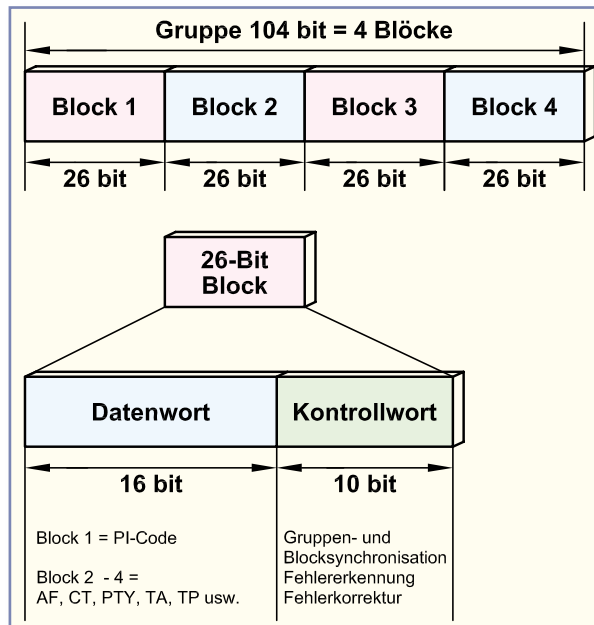 Gruppe 104 bit = 4 Blöcke
Block 1 Block 2 Block 3 Block 4
26 bit 26 bit 26 bit 26 bit
26-Bit
Block
Datenwort Kontrollwort
16 bit 10 bit
Block 1 = PI-Code
Block 2 - 4 =
AF, CT, PTY, TA, TP usw.
Gruppen- und
Blocksynchronisation
Fehlererkennung
Fehlerkorrektur